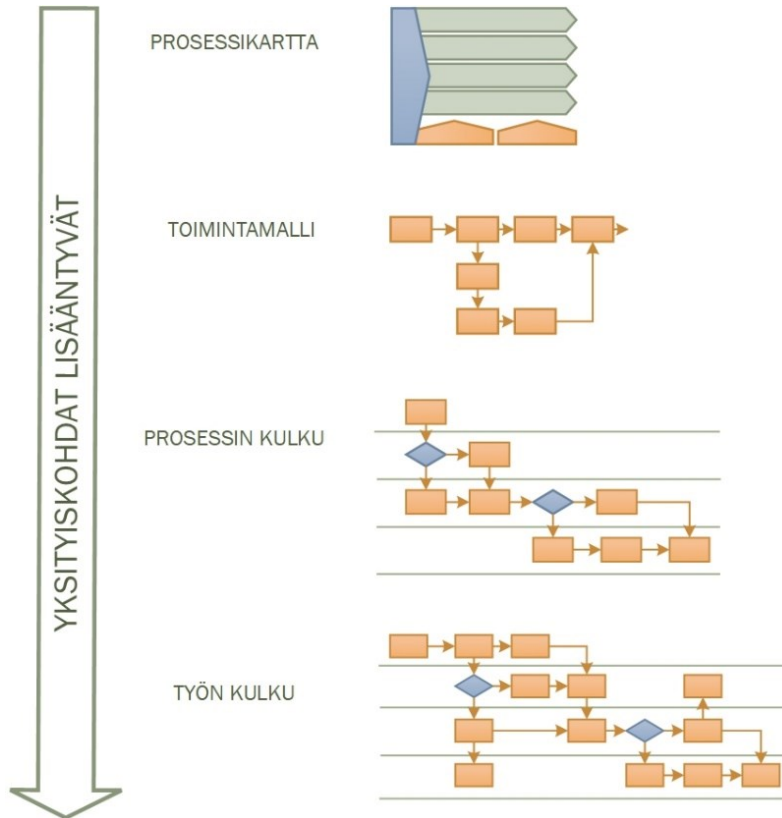 PROSESSIKARTTA
TOIMINTAMALLI
YKSITYISKOHDAT LISÄÄNTYVÄT
PROSESSIN KULKU
TYÖN KULKU